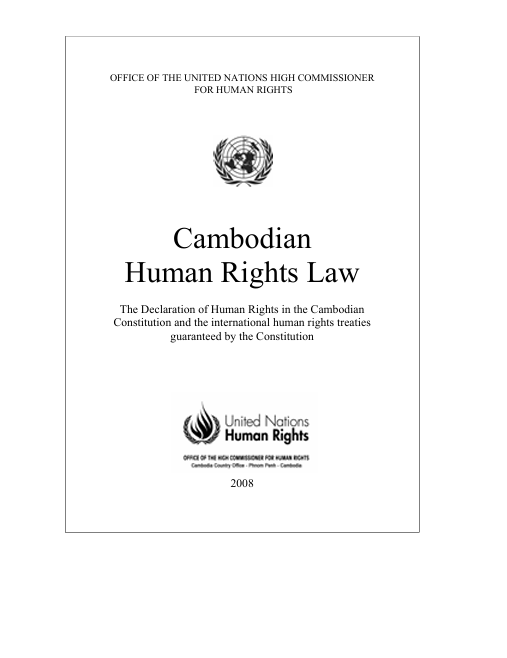 OFFICE OF THE UNITED NATIONS HIGH COMMISSIONER
FOR HUMAN RIGHTS
Cambodian
Human Rights Law
The Declaration of Human Rights in the Cambodian
Constitution and the international human rights treaties
guaranteed by the Constitution
United Nations
Human Rights
OFFICE OF THE HIGH COMMISSIONER FOR HUMAN RIGHTS
Cambodia Country Office - Phnom Penh - Cambodia
2008